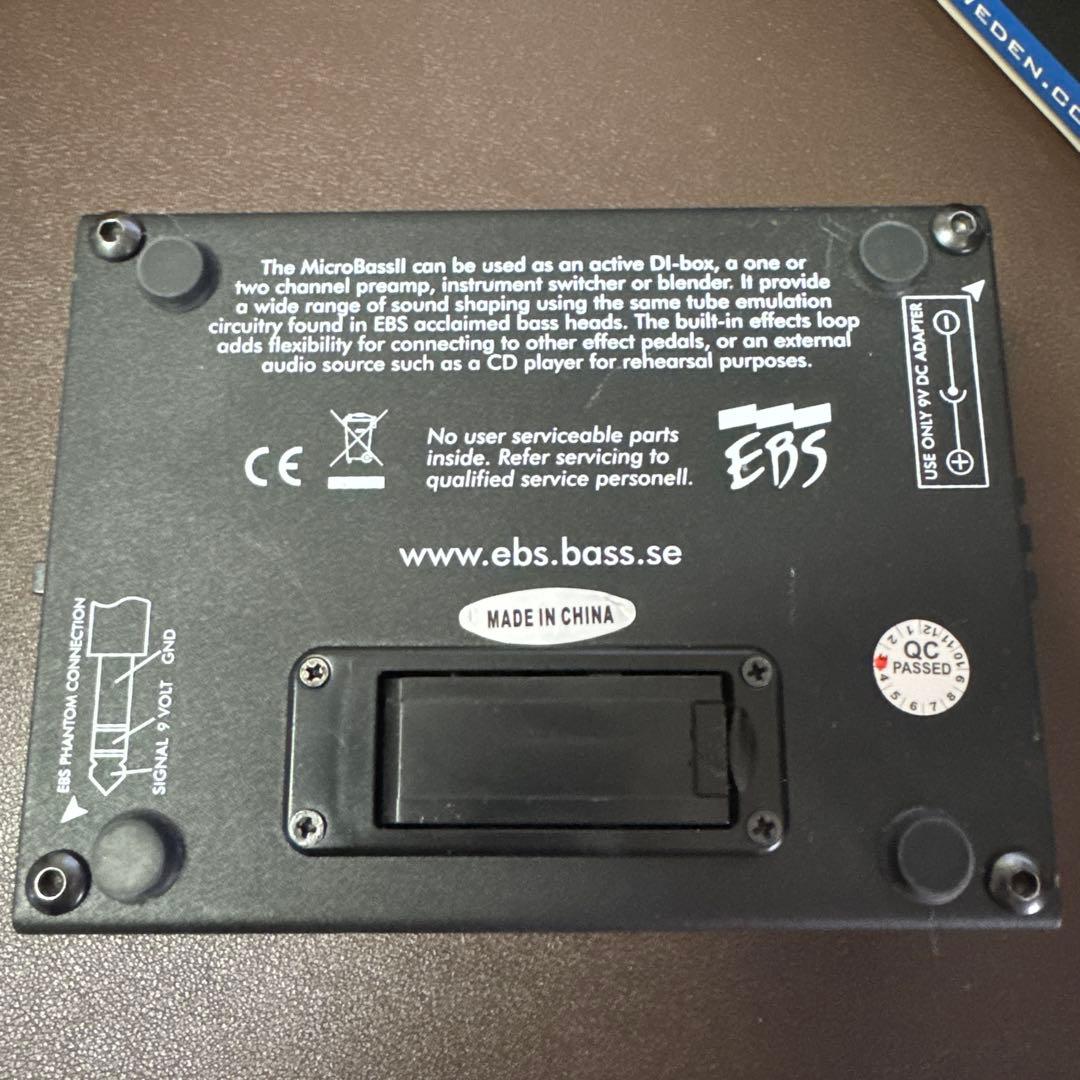 WEDEN.CO
The MicroBassII can be used as an active DI-box, a one or
two channel preamp, instrument switcher or blender. It provide
a wide range of sound shaping using the same tube emulation
circuitry found in EBS acclaimed bass heads. The built-in effects loop
adds flexibility for connecting to other effect pedals, or an external
audio source such as a CD player for rehearsal purposes.
USE ONLY 9V DC ADAPTER
CE
No user serviceable parts
inside. Refer servicing to
qualified service personell.
EBS
www.ebs.bass.se
MADE IN CHINA
EBS PHANTOM CONNECTION
SIGNAL 9 VOLT GND
QC
PASSED
1 2 3 4 5 6 7 8 9 10 11 12